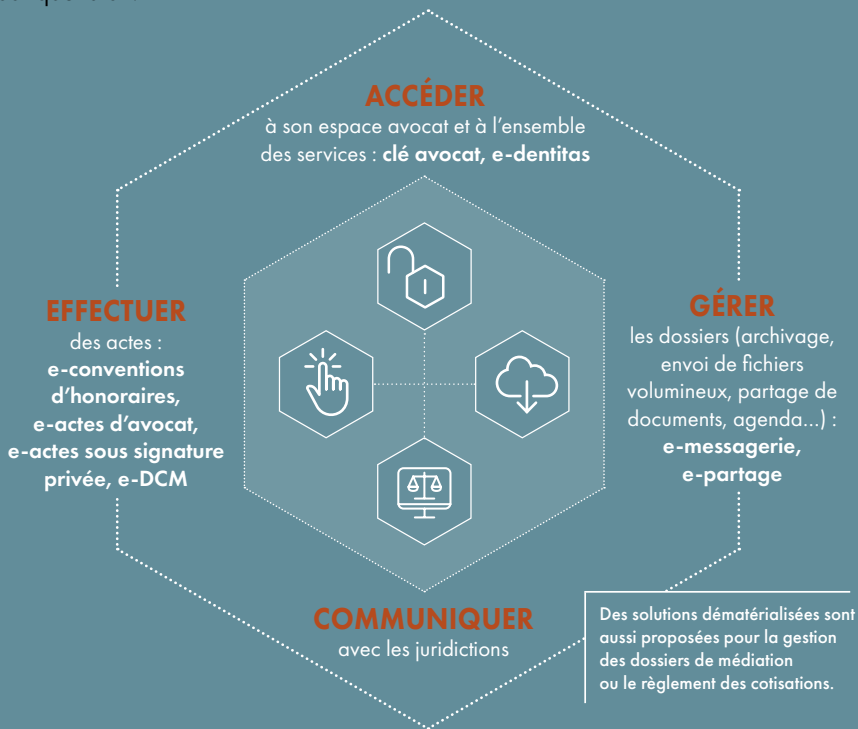 ACCÉDER
à son espace avocat et à l'ensemble
des services : clé avocat, e-dentitas
EFFECTUER
des actes :
e-conventions
d'honoraires,
e-actes d'avocat,
e-actes sous signature
privée, e-DCM
GÉRER
les dossiers (archivage,
envoi de fichiers
volumineux, partage de
documents, agenda...) :
e-messagerie,
e-partage
COMMUNIQUER
avec les juridictions
Des solutions dématérialisées sont
aussi proposées pour la gestion
des dossiers de médiation
ou le règlement des cotisations.